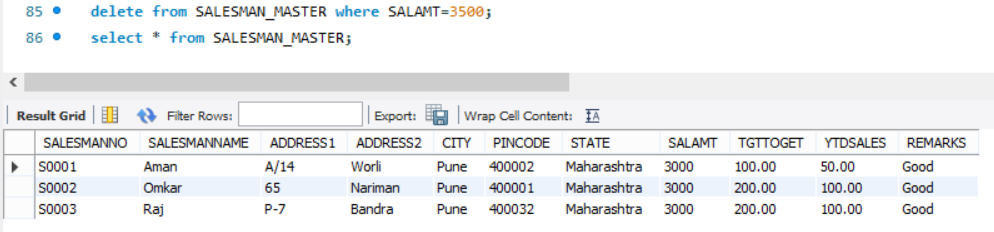 85 delete from SALESMAN_MASTER where SALAMT=3500;
86 select * from SALESMAN_MASTER;
Result Grid Filter Rows: Export: Wrap Cell Content: IA
SALESMANNO SALESMANNAME ADDRESS1 ADDRESS2 CITY PINCODE STATE SALAMT TGTTOGET YTDSALES REMARKS
S0001 Aman A/14 Worli Pune 400002 Maharashtra 3000 100.00 50.00 Good
S0002 Omkar 65 Nariman Pune 400001 Maharashtra 3000 200.00 100.00 Good
S0003 Raj P-7 Bandra Pune 400032 Maharashtra 3000 200.00 100.00 Good